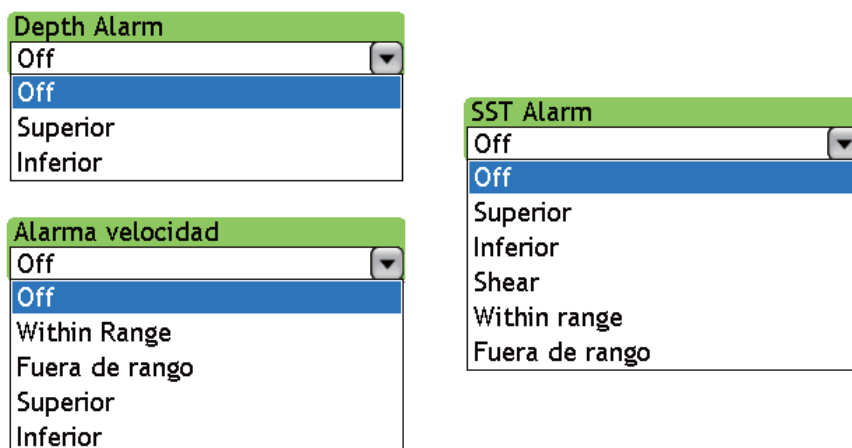 Depth Alarm
Off
Off
Superior
Inferior
Alarma velocidad
Off
Off
Within Range
Fuera de rango
Superior
Inferior
SST Alarm
Off
Off
Superior
Inferior
Shear
Within range
Fuera de rango